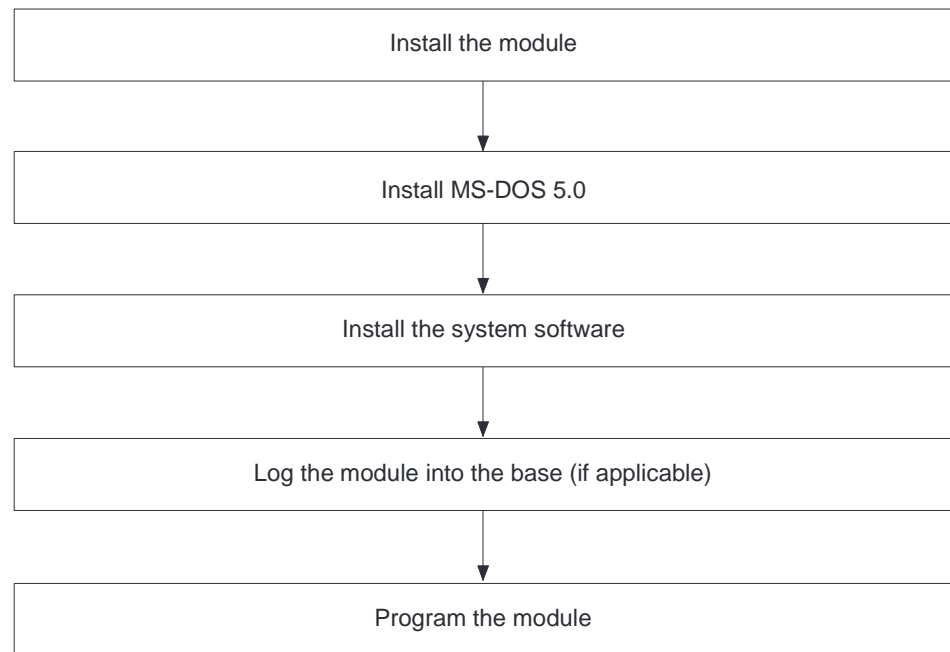 Install the module
Install MS-DOS 5.0
Install the system software
Log the module into the base (if applicable)
Program the module